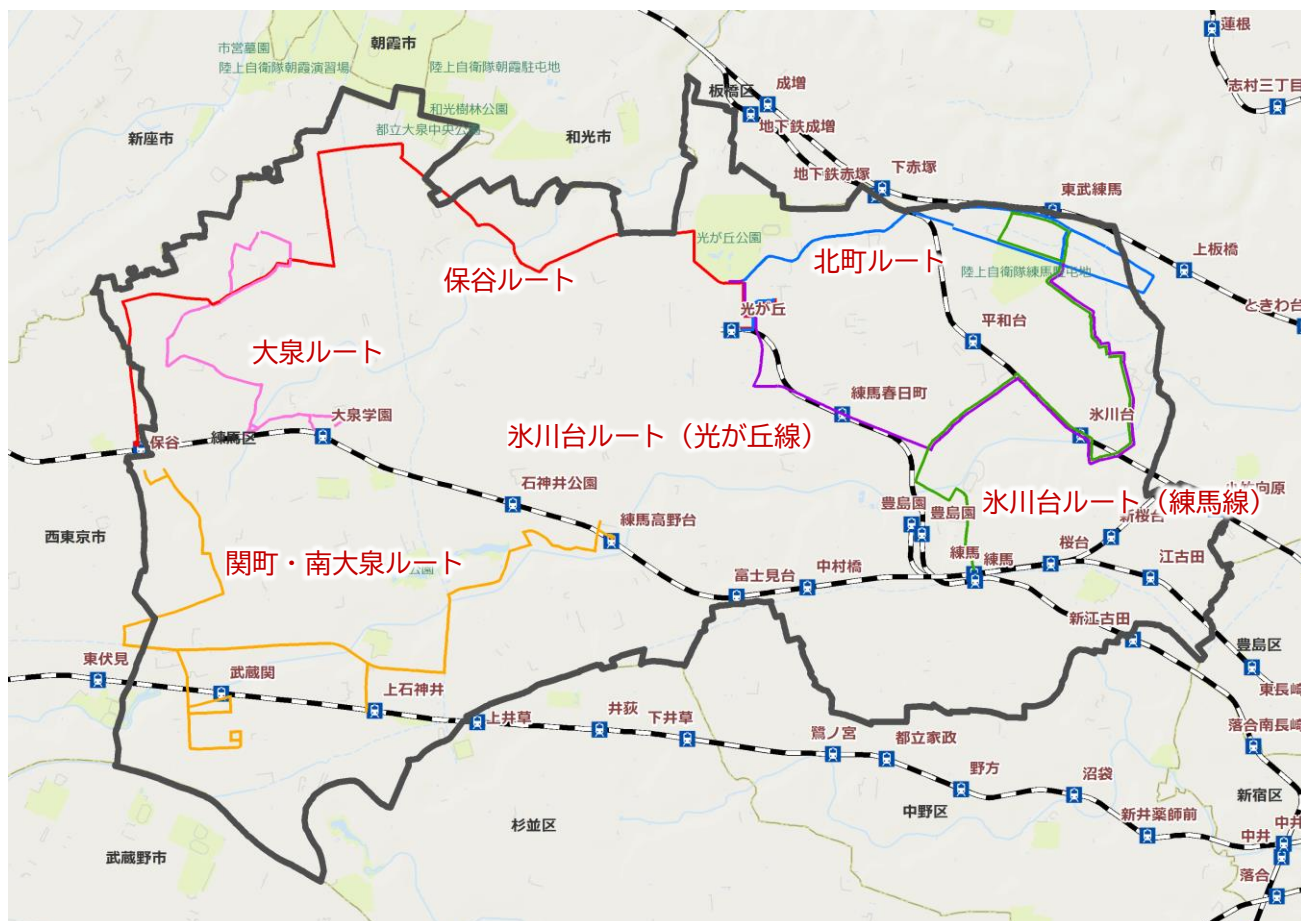 蓮根
朝霞市
市営墓園
陸上自衛隊朝霞演習場
陸上自衛隊朝霞駐屯地
志村三丁目
板橋区
成増
和光樹林公園
地下鉄成増
都立大泉中央公園
新座市
和光市
地下鉄赤塚
下赤塚
東武練馬
光が丘公園
上板橋
北町ルート
陸上自衛隊練馬駐屯地
保谷ルート
ときわ台
光が丘
平和台
大泉ルート
練馬春日町
大泉学園
氷川台
保谷
練馬区
氷川台ルート（光が丘線）
石神井公園
氷川台ルート（練馬線）
豊島園
豊島園
新桜台
練馬高野台
西東京市
桜台
江古田
練馬
練馬
関町・南大泉ルート
公園
富士見台
中村橋
新江古田
豊島区
東伏見
武蔵関
東長崎
上石神井
上井草
井荻
下井草
鷺ノ宮
都立家政
落合南長崎
野方
沼袋
新宿区
中野区
新井薬師前
杉並区
中井
中井
武蔵野市
落合